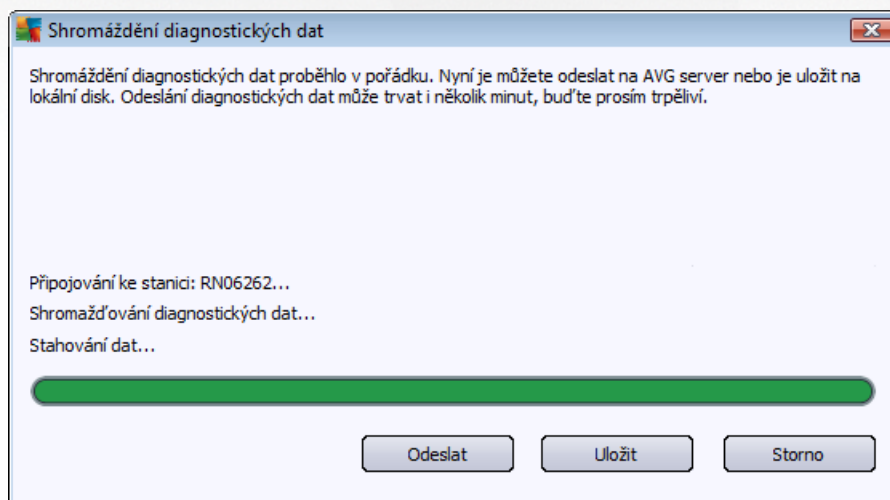 Shromáždění diagnostických dat
Shromáždění diagnostických dat proběhlo v pořádku. Nyní je můžete odeslat na AVG server nebo je uložit na
lokální disk. Odeslání diagnostických dat může trvat i několik minut, buďte prosím trpěliví.
Připojování ke stanici: RN06262...
Shromažďování diagnostických dat...
Stahování dat...
Odeslat Uložit Storno